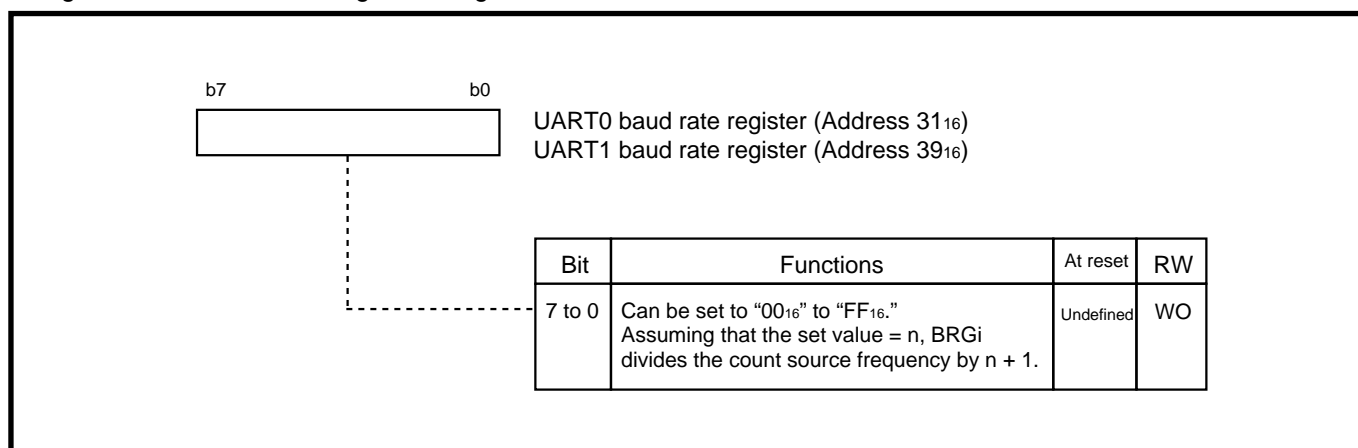 b7 b0
UART0 baud rate register (Address 31₁₆)
UART1 baud rate register (Address 39₁₆)
Bit Functions At reset RW
7 to 0 Can be set to “00₁₆” to “FF₁₆.” Undefined WO
Assuming that the set value = n, BRGi
divides the count source frequency by n + 1.